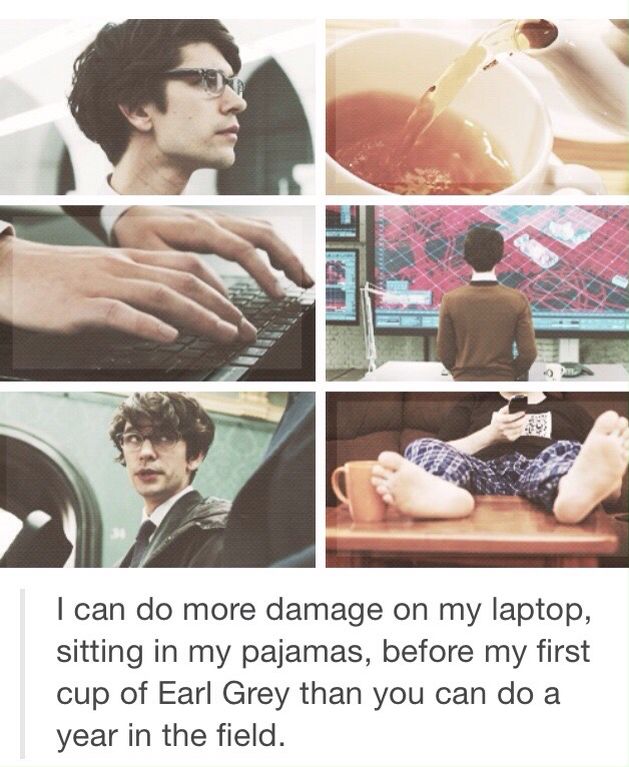 I can do more damage on my laptop,
sitting in my pajamas, before my first
cup of Earl Grey than you can do a
year in the field.